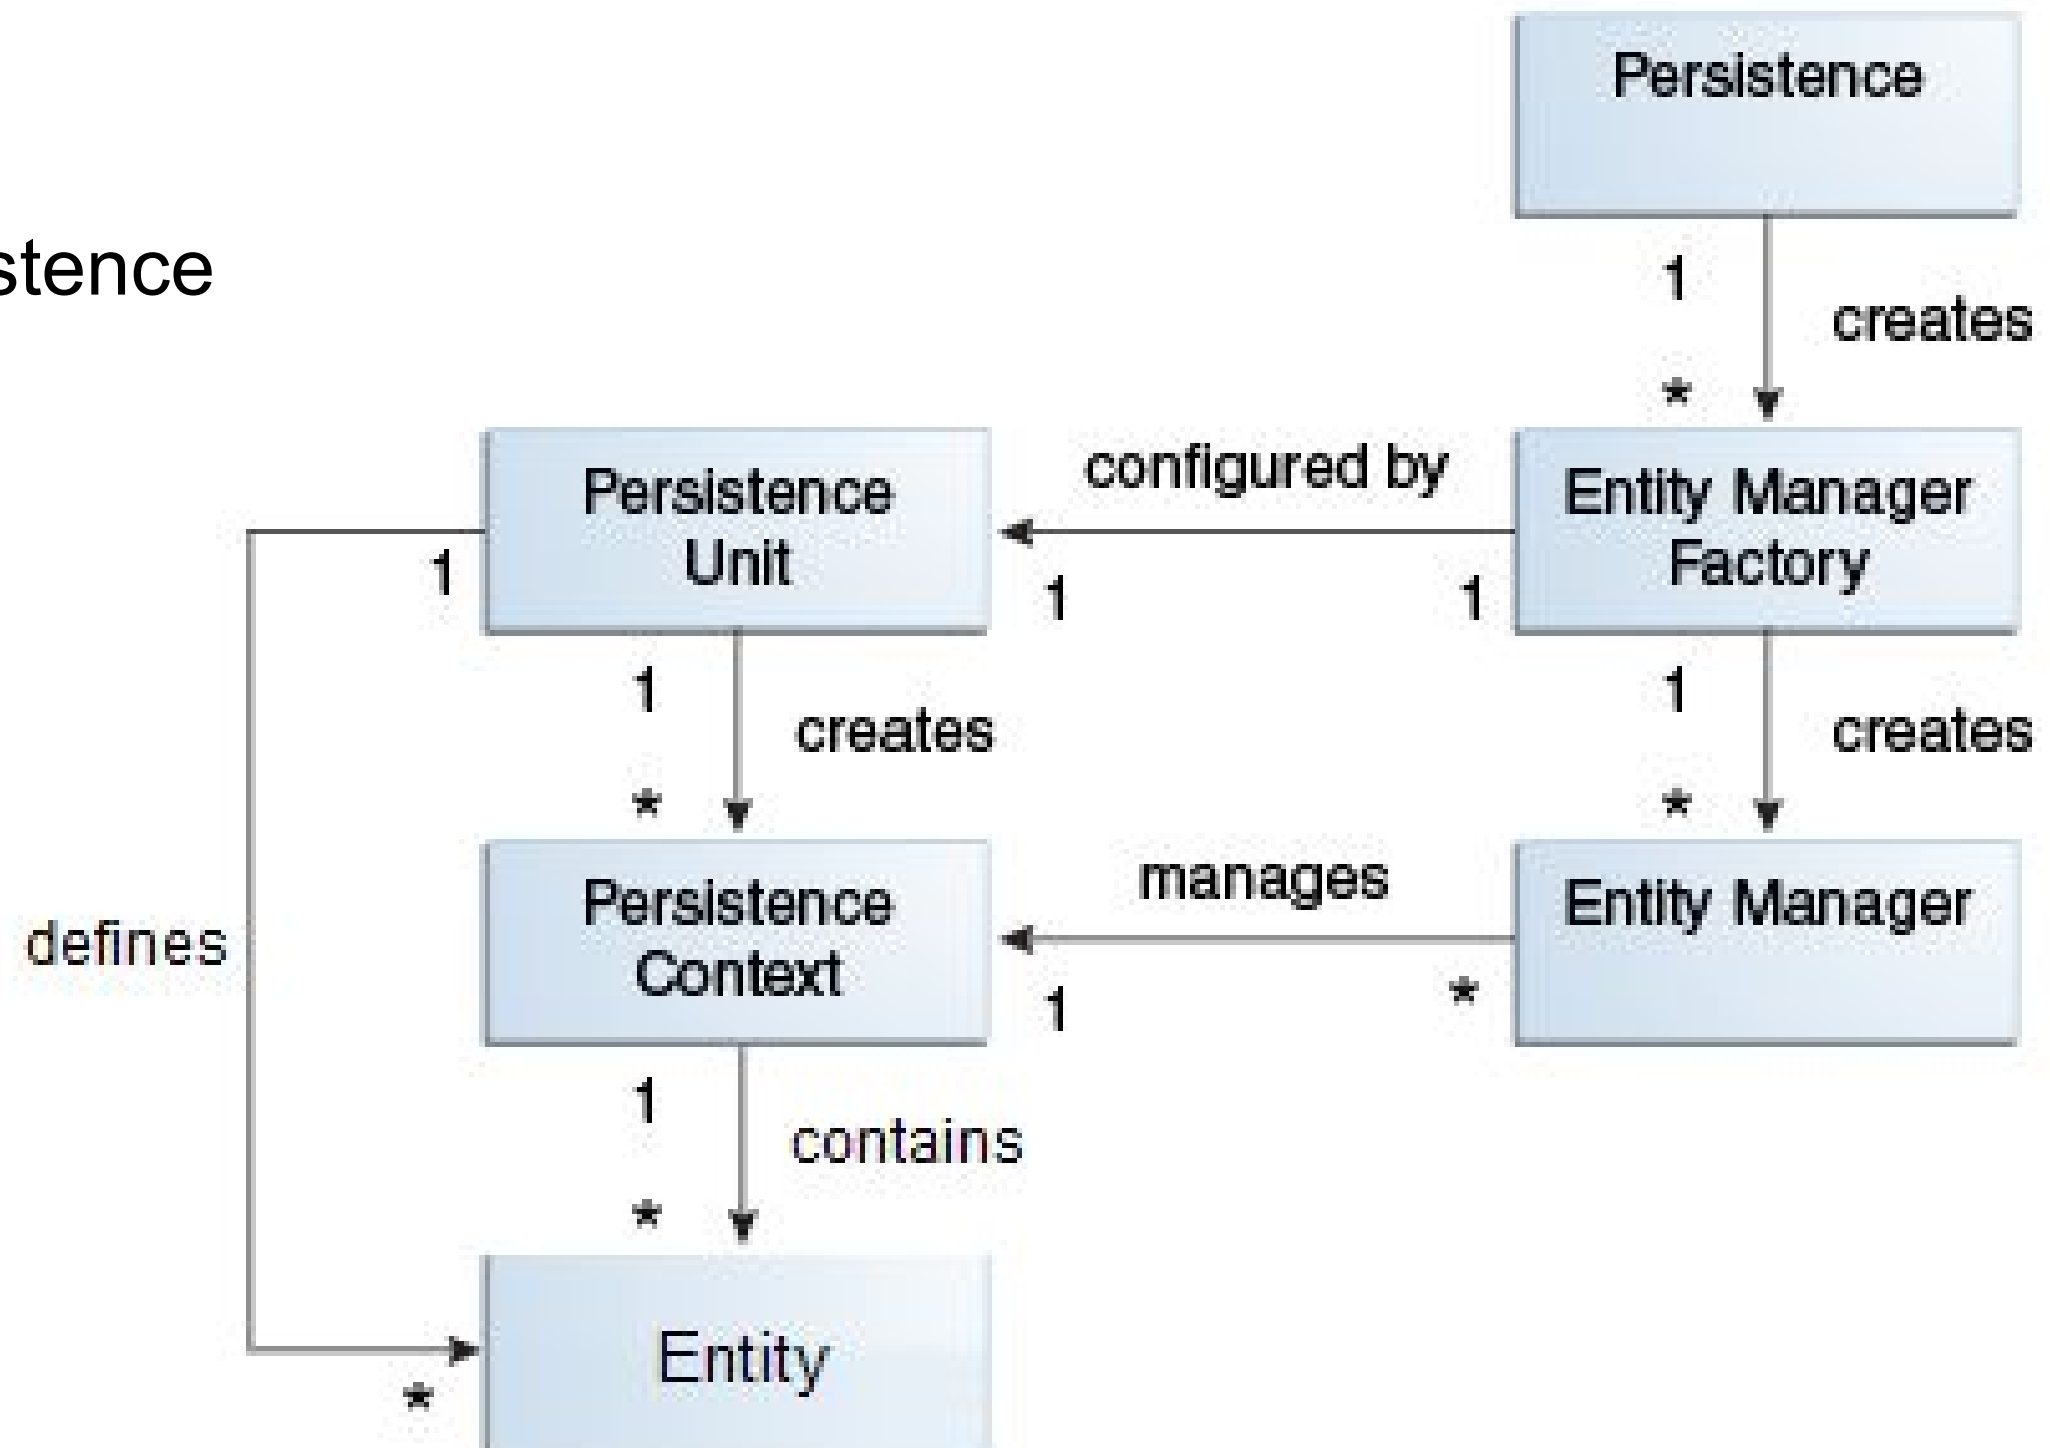 Persistence
stence
1
creates
*
Persistence
Unit
configured by
Entity Manager
Factory
1
1
1
1
creates
*
1
creates
*
defines
Persistence
Context
manages
Entity Manager
1
*
1
contains
*
Entity
*